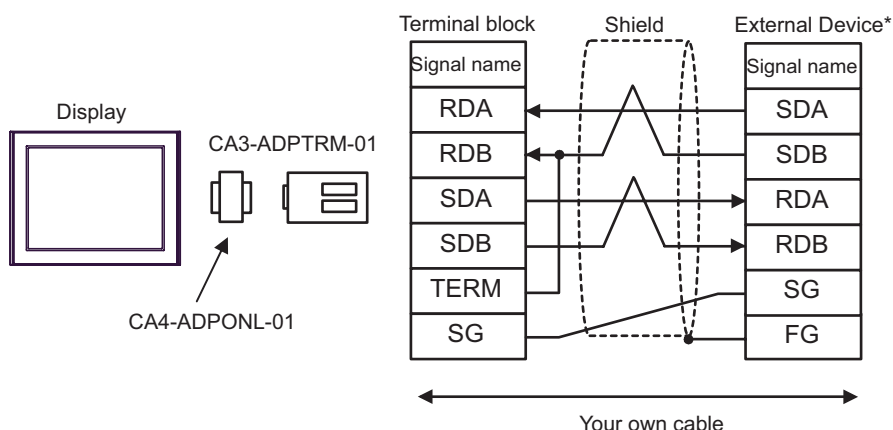 Terminal block
Shield
External Device*
Signal name
Signal name
RDA
SDA
Display
CA3-ADPTRM-01
RDB
SDB
SDA
RDA
SDB
RDB
TERM
SG
CA4-ADPONL-01
SG
FG
Your own cable